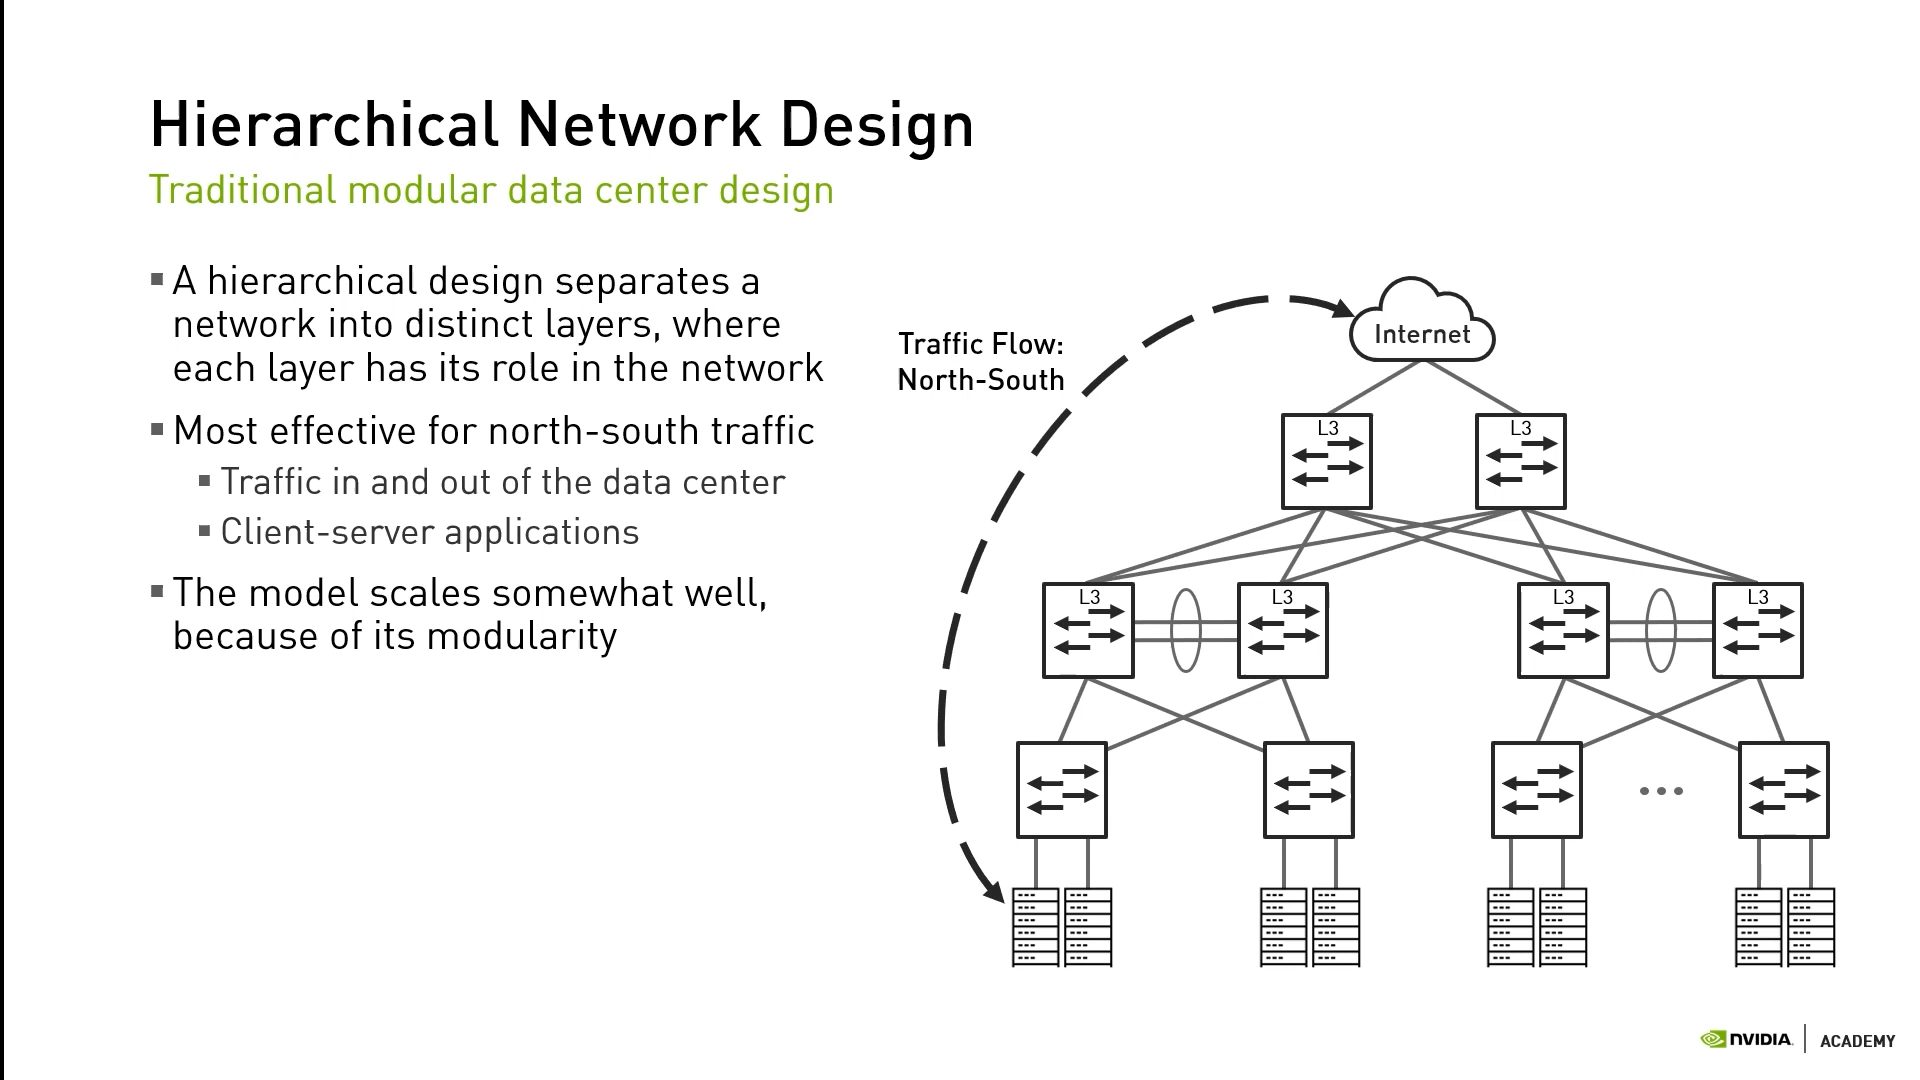 Hierarchical Network Design
Traditional modular data center design
▪ A hierarchical design separates a
network into distinct layers, where
each layer has its role in the network
▪ Most effective for north-south traffic
▪ Traffic in and out of the data center
▪ Client-server applications
▪ The model scales somewhat well,
because of its modularity
Traffic Flow:
North-South
Internet
L3
L3
L3
L3
L3
L3
...
NVIDIA. | ACADEMY